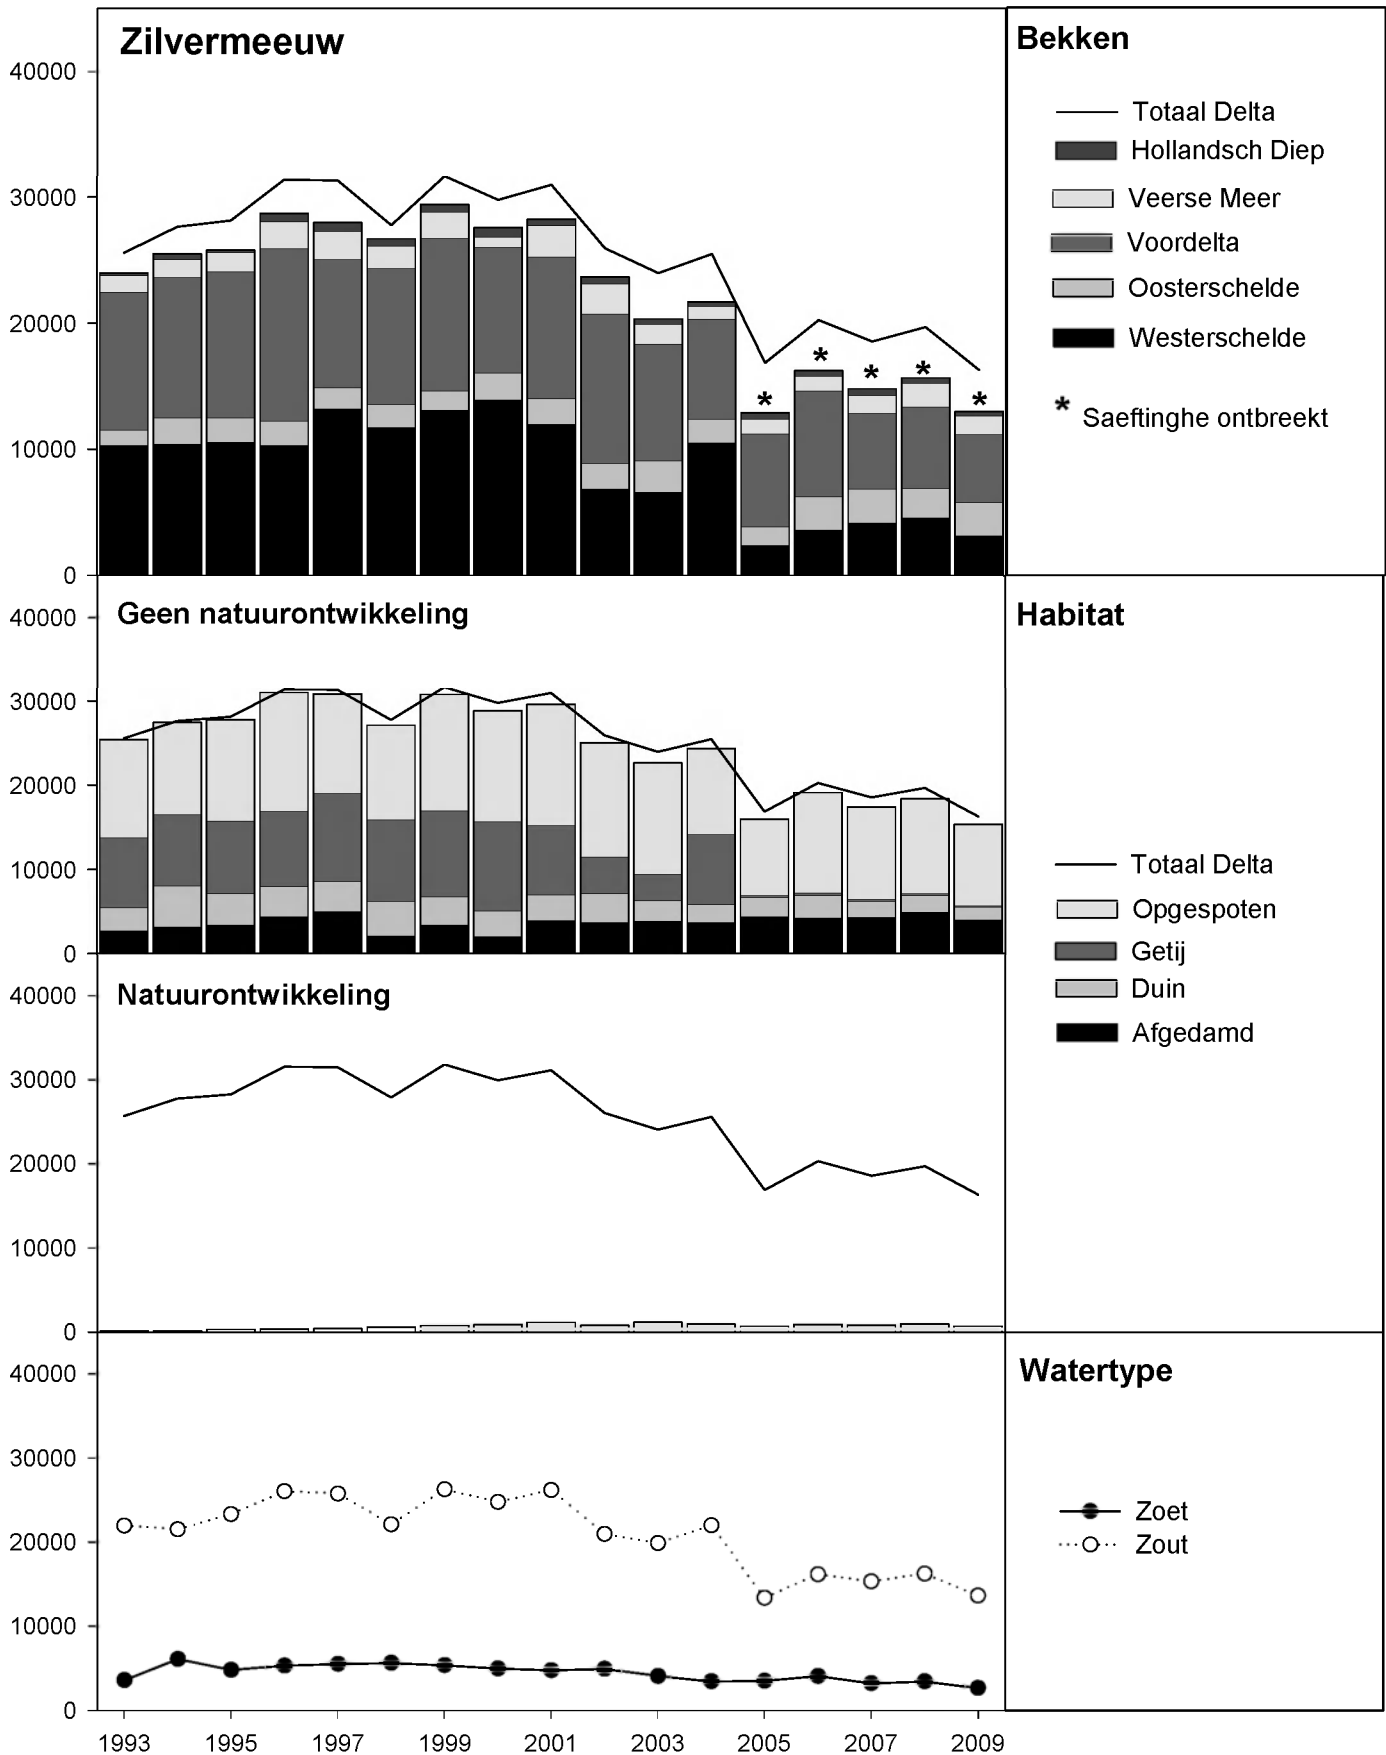 Zilvermeeuw
Bekken
40000
30000
20000
10000
0
Totaal Delta
Hollandsch Diep
Veerse Meer
Voordelta
Oosterschelde
Westerschelde
* Saeftinghe ontbreekt
* * * * *
Geen natuurontwikkeling
Habitat
40000
30000
20000
10000
0
Totaal Delta
Opgespoten
Getij
Duin
Afgedamd
Natuurontwikkeling
40000
30000
20000
10000
0
Watertype
40000
30000
20000
10000
0
Zoet
Zout
1993 1995 1997 1999 2001 2003 2005 2007 2009